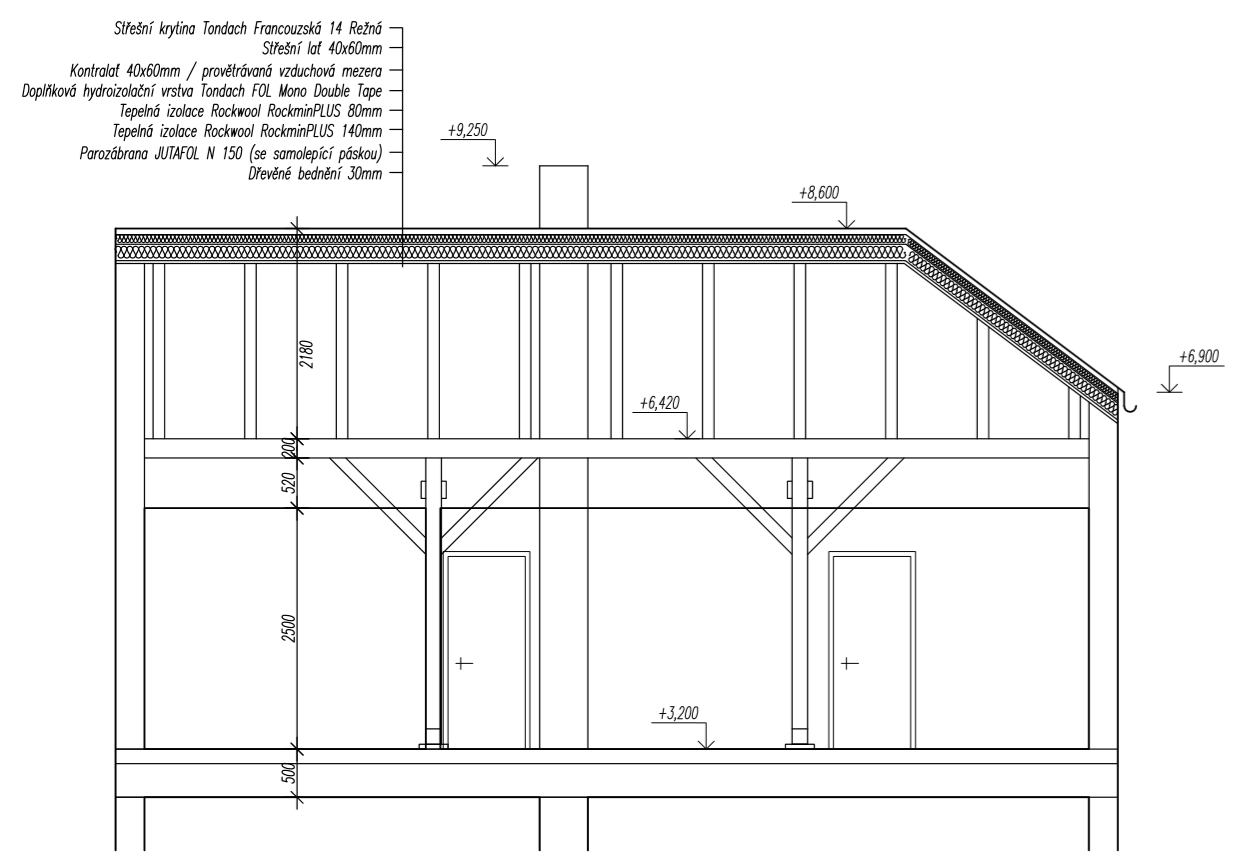 Střešní krytina Tondach Francouzská 14 Režná
Střešní lať 40x60mm
Kontralať 40x60mm / provětrávaná vzduchová mezera
Doplňková hydroizolační vrstva Tondach FOL Mono Double Tape
Tepelná izolace Rockwool RockminPLUS 80mm
Tepelná izolace Rockwool RockminPLUS 140mm
Parozábrana JUTAFOL N 150 (se samolepící páskou)
Dřevěné bednění 30mm
+9,250
+8,600
+6,900
2180
+6,420
200
520
2500
+3,200
500